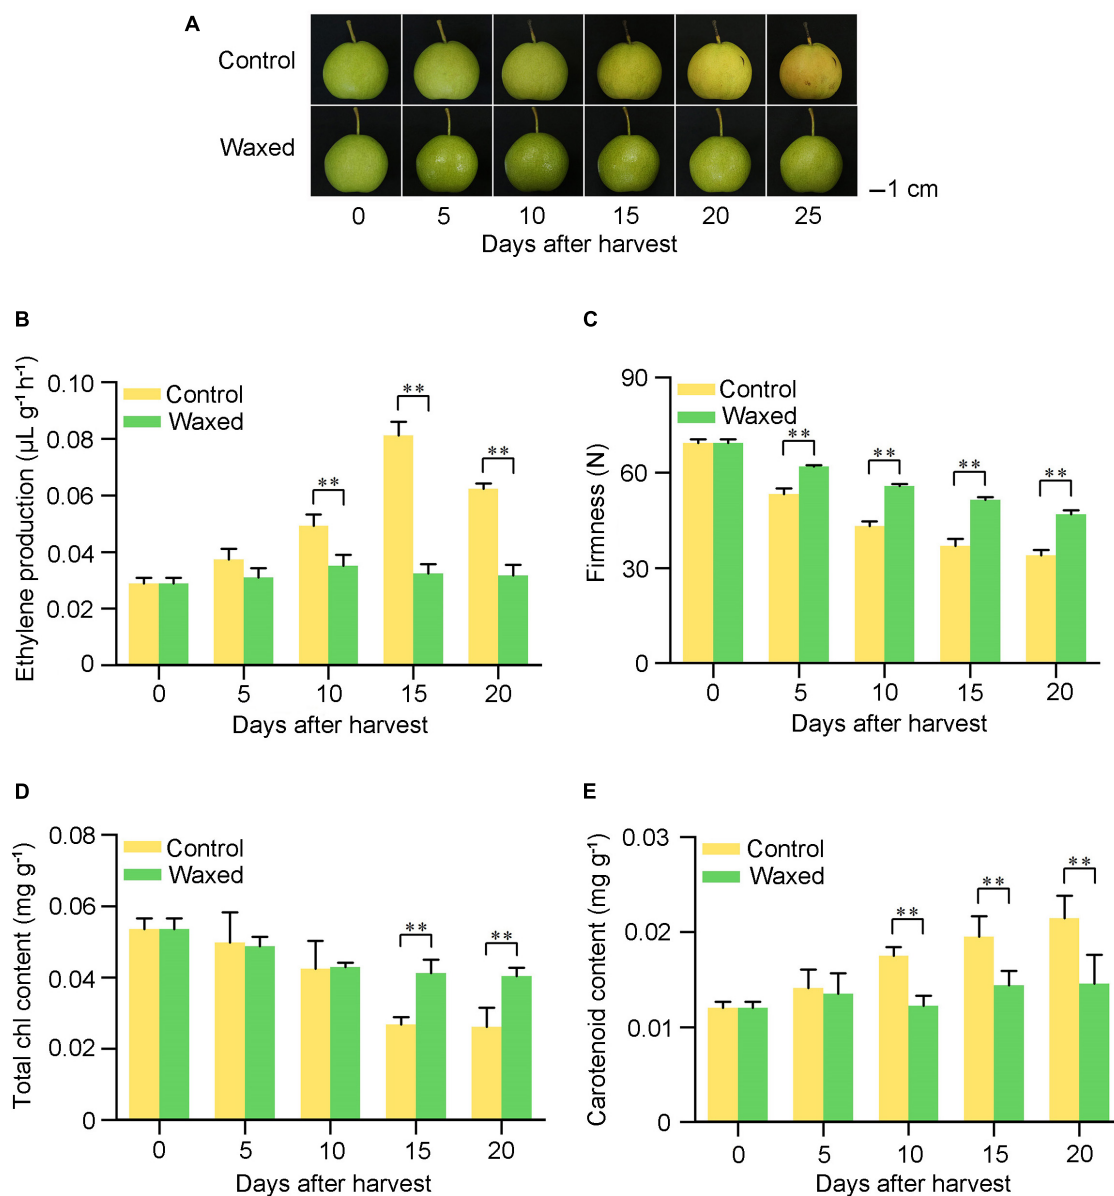 A
Control
Waxed
–1 cm
0 5 10 15 20 25
Days after harvest
B
Ethylene production (µL g⁻¹ h⁻¹)
0.10
0.08
0.06
0.04
0.02
0
Control
Waxed
**
**
**
0 5 10 15 20
Days after harvest
C
Firmness (N)
90
60
30
0
Control
Waxed
**
**
**
**
0 5 10 15 20
Days after harvest
D
Total chl content (mg g⁻¹)
0.08
0.06
0.04
0.02
0
Control
Waxed
**
**
0 5 10 15 20
Days after harvest
E
Carotenoid content (mg g⁻¹)
0.03
0.02
0.01
0
Control
Waxed
**
**
**
0 5 10 15 20
Days after harvest